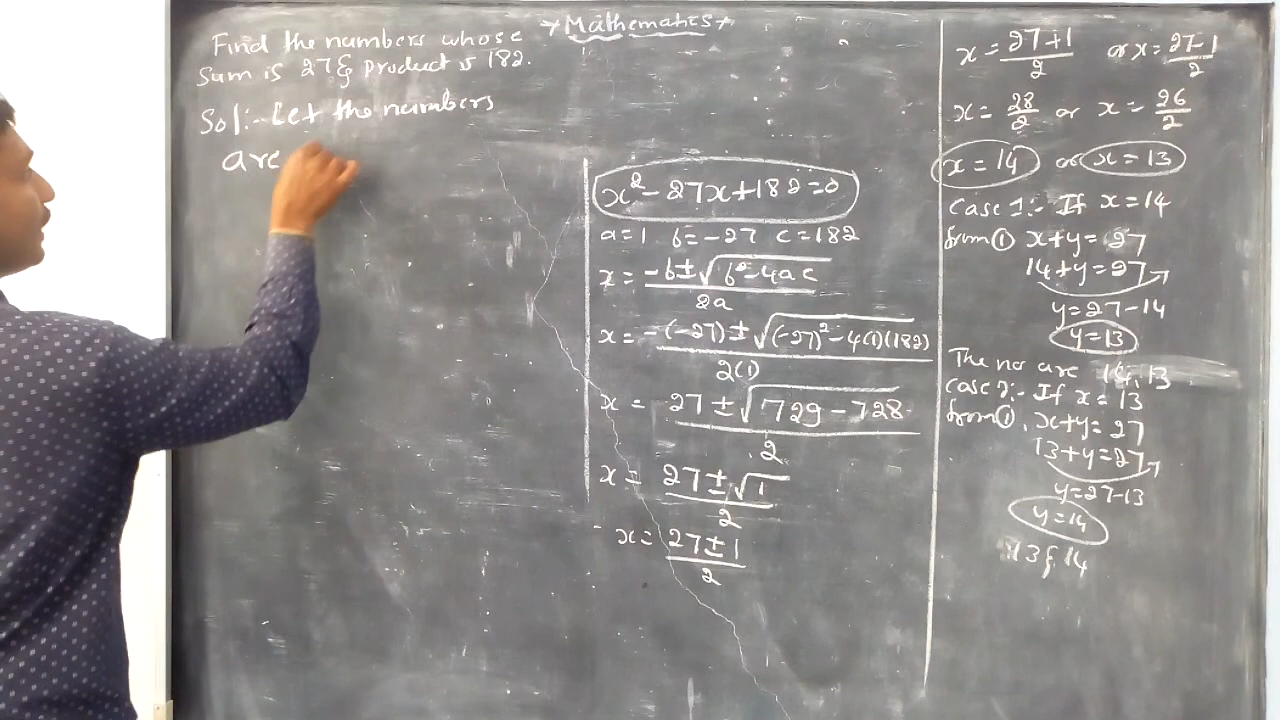 Mathematics
Find the numbers whose
Sum is 27 & product is 182.
Sol:- Let the numbers
are
x² - 27x + 182 = 0
a = 1 b = -27 c = 182
x = -b ± √(b² - 4ac) / 2a
x = -(-27) ± √((-27)² - 4(1)(182)) / 2(1)
x = 27 ± √(729 - 728) / 2
x = 27 ± √1 / 2
x = 27 ± 1 / 2
x = 27+1 / 2 or x = 27-1 / 2
x = 28/2 or x = 26/2
x = 14 or x = 13
Case 1:- If x = 14
from ① x+y = 27
14+y = 27
y = 27-14
y = 13
The no are 14, 13
Case 2:- If x = 13
from ①, x+y = 27
13+y = 27
y = 27-13
y = 14
13 & 14